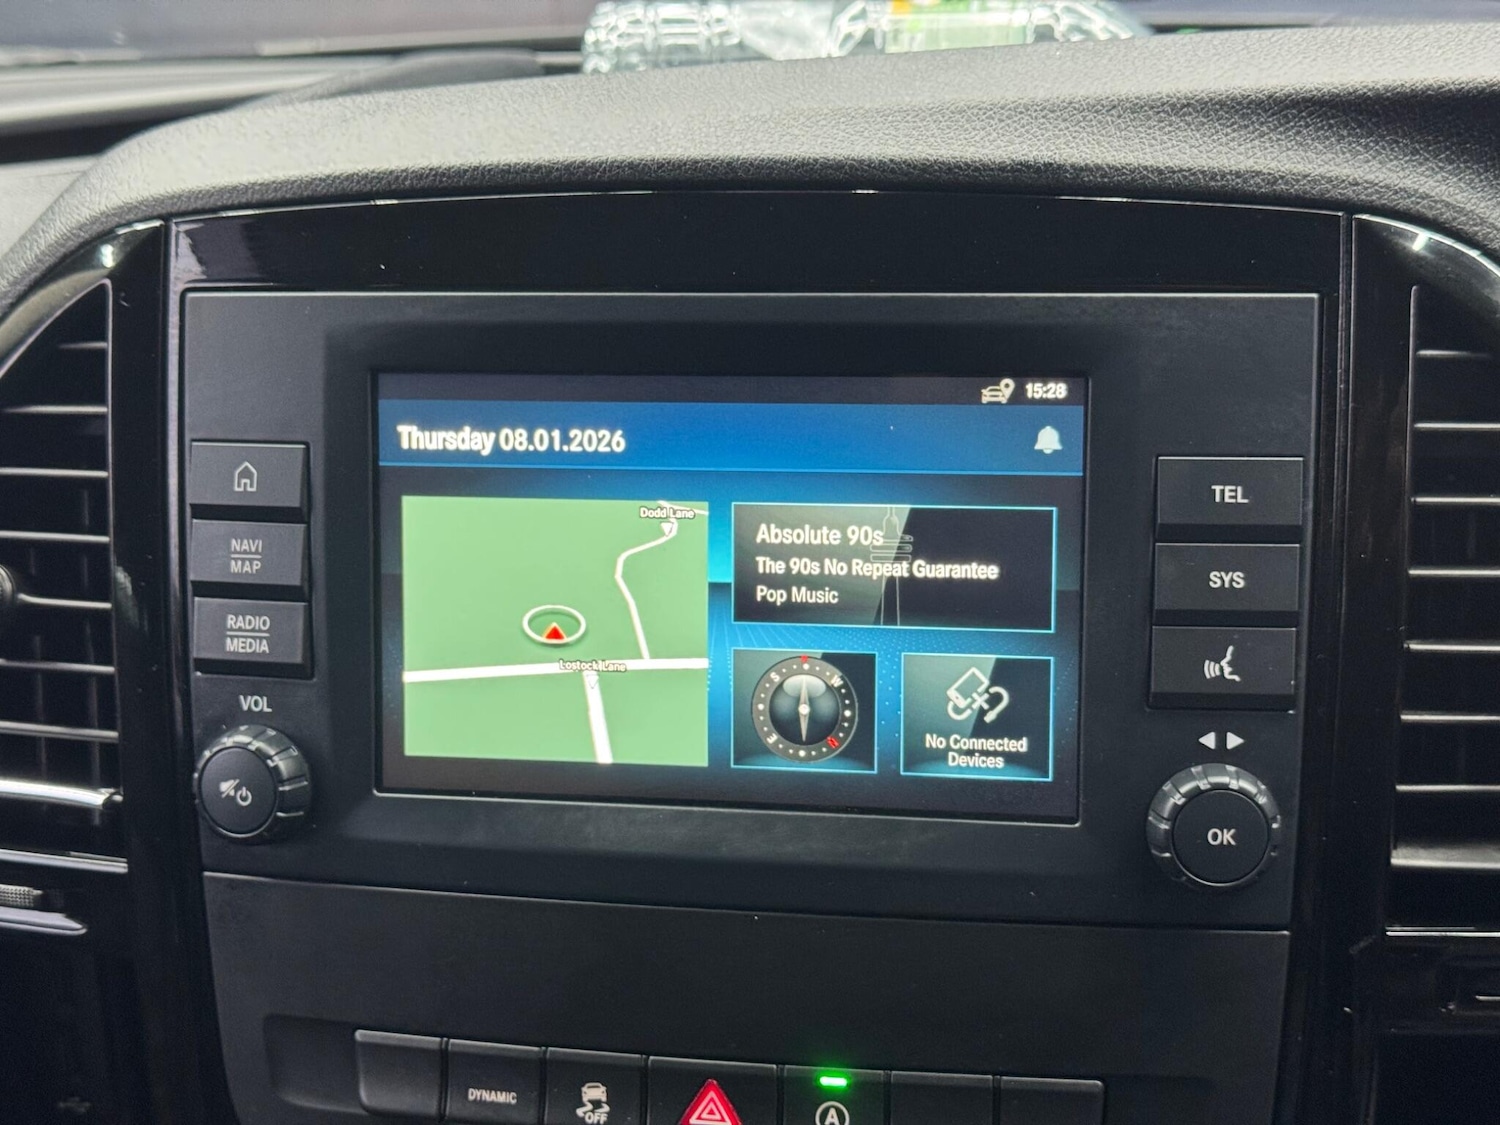 15:28
Thursday 08.01.2026
Dodd Lane
Lostock Lane
Absolute 90s
The 90s No Repeat Guarantee
Pop Music
S
W
E
N
No Connected
Devices
NAVI
MAP
RADIO
MEDIA
VOL
TEL
SYS
OK
DYNAMIC
OFF
A